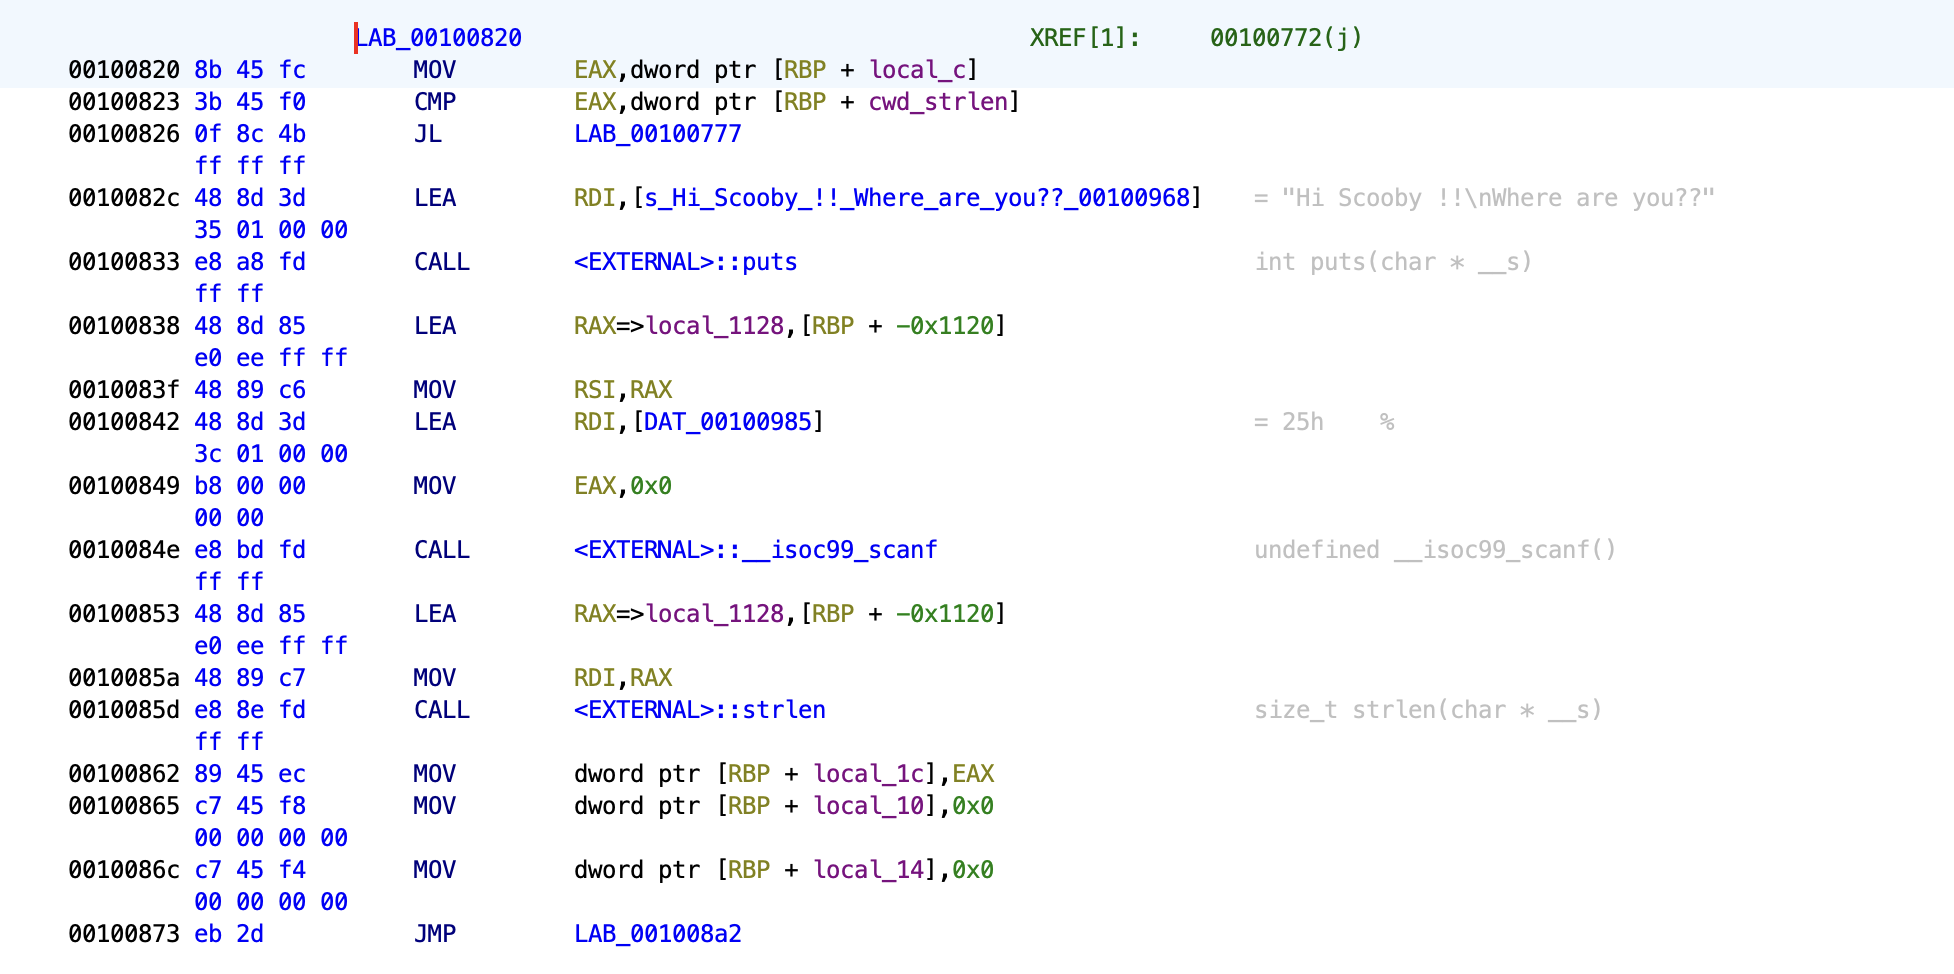 LAB_00100820 XREF[1]: 00100772(j)
00100820 8b 45 fc MOV EAX,dword ptr [RBP + local_c]
00100823 3b 45 f0 CMP EAX,dword ptr [RBP + cwd_strlen]
00100826 0f 8c 4b JL LAB_00100777
ff ff ff
0010082c 48 8d 3d LEA RDI,[s_Hi_Scooby_!!_Where_are_you??_00100968] = "Hi Scooby !!\nWhere are you??"
35 01 00 00
00100833 e8 a8 fd CALL <EXTERNAL>::puts int puts(char * __s)
ff ff
00100838 48 8d 85 LEA RAX=>local_1128,[RBP + -0x1120]
e0 ee ff ff
0010083f 48 89 c6 MOV RSI,RAX
00100842 48 8d 3d LEA RDI,[DAT_00100985] = 25h %
3c 01 00 00
00100849 b8 00 00 MOV EAX,0x0
00 00
0010084e e8 bd fd CALL <EXTERNAL>::__isoc99_scanf undefined __isoc99_scanf()
ff ff
00100853 48 8d 85 LEA RAX=>local_1128,[RBP + -0x1120]
e0 ee ff ff
0010085a 48 89 c7 MOV RDI,RAX
0010085d e8 8e fd CALL <EXTERNAL>::strlen size_t strlen(char * __s)
ff ff
00100862 89 45 ec MOV dword ptr [RBP + local_1c],EAX
00100865 c7 45 f8 MOV dword ptr [RBP + local_10],0x0
00 00 00 00
0010086c c7 45 f4 MOV dword ptr [RBP + local_14],0x0
00 00 00 00
00100873 eb 2d JMP LAB_001008a2